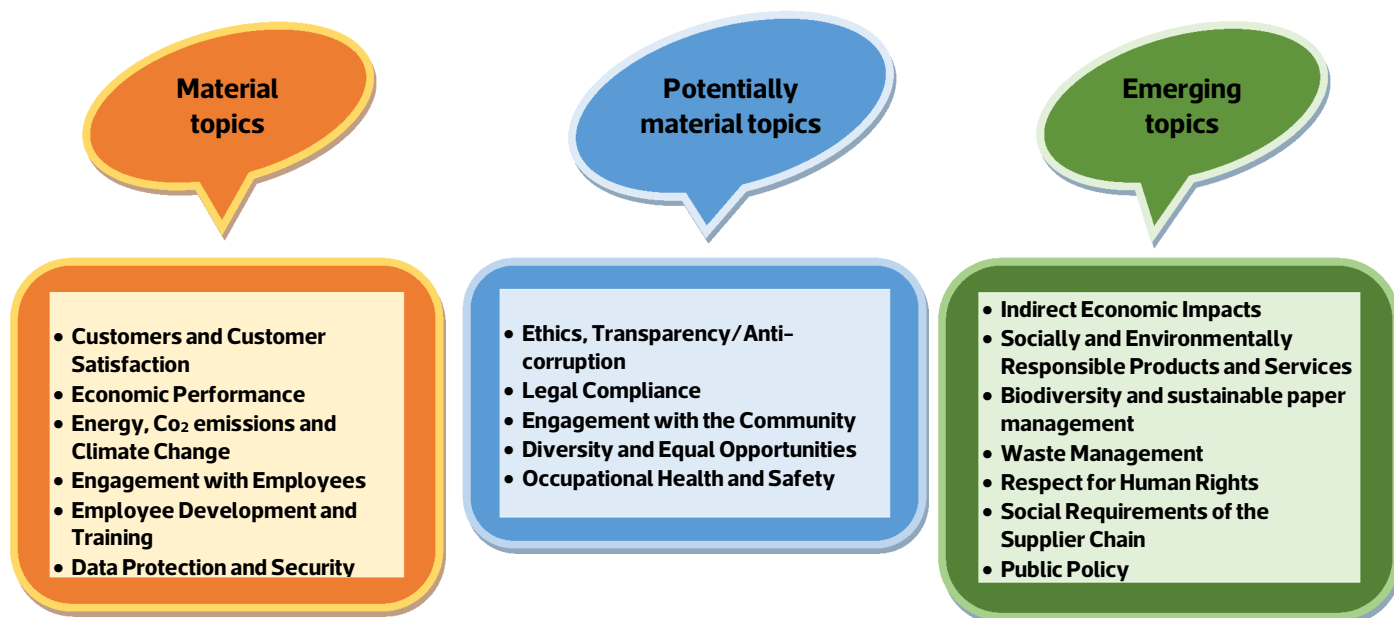 Material
topics
• Customers and Customer
Satisfaction
• Economic Performance
• Energy, Co₂ emissions and
Climate Change
• Engagement with Employees
• Employee Development and
Training
• Data Protection and Security
Potentially
material topics
• Ethics, Transparency/Anti-
corruption
• Legal Compliance
• Engagement with the Community
• Diversity and Equal Opportunities
• Occupational Health and Safety
Emerging
topics
• Indirect Economic Impacts
• Socially and Environmentally
Responsible Products and Services
• Biodiversity and sustainable paper
management
• Waste Management
• Respect for Human Rights
• Social Requirements of the
Supplier Chain
• Public Policy